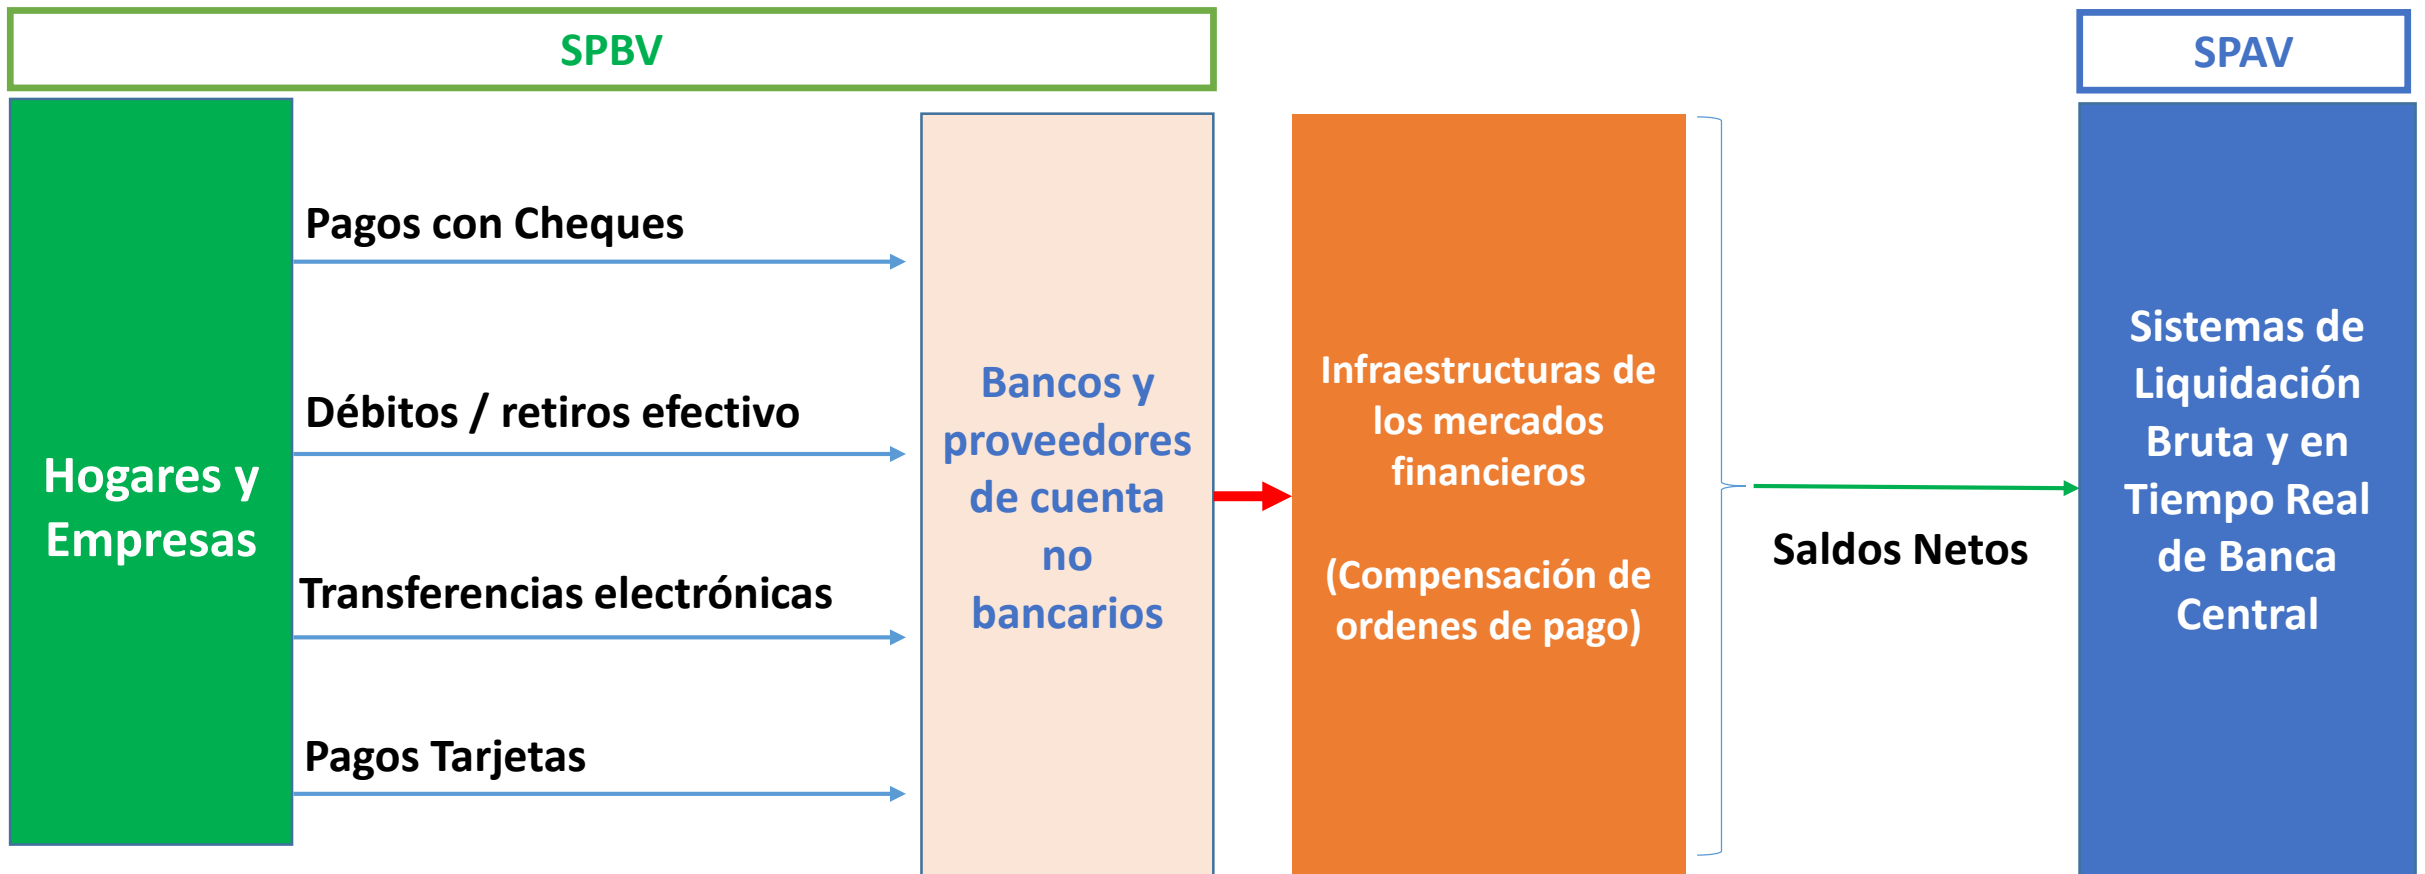 SPBV
SPAV
Hogares y
Empresas
Pagos con Cheques
Débitos / retiros efectivo
Transferencias electrónicas
Pagos Tarjetas
Bancos y
proveedores
de cuenta
no
bancarios
Infraestructuras de
los mercados
financieros
(Compensación de
ordenes de pago)
Saldos Netos
Sistemas de
Liquidación
Bruta y en
Tiempo Real
de Banca
Central